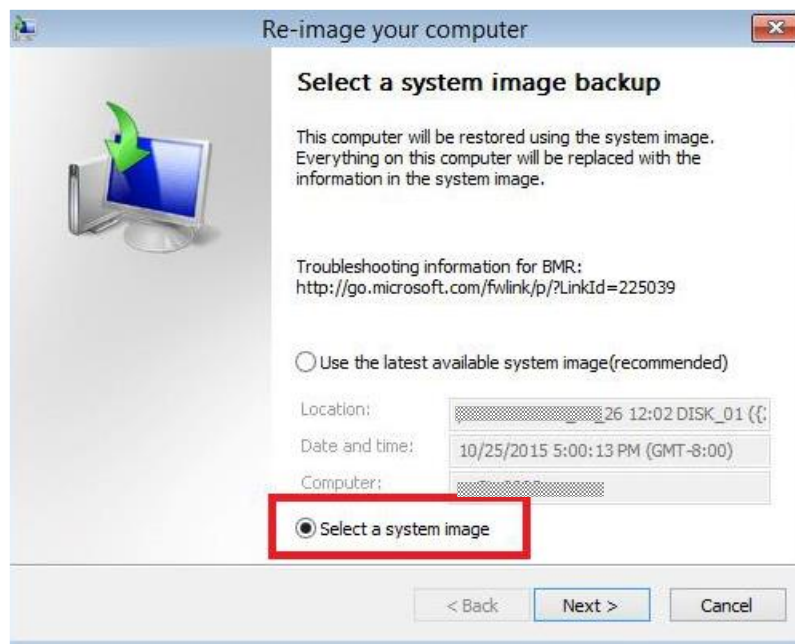 Re-image your computer
Select a system image backup
This computer will be restored using the system image.
Everything on this computer will be replaced with the
information in the system image.
Troubleshooting information for BMR:
http://go.microsoft.com/fwlink/p/?LinkId=225039
Use the latest available system image(recommended)
Location: 26 12:02 DISK_01 ({:
Date and time: 10/25/2015 5:00:13 PM (GMT-8:00)
Computer:
Select a system image
< Back Next > Cancel